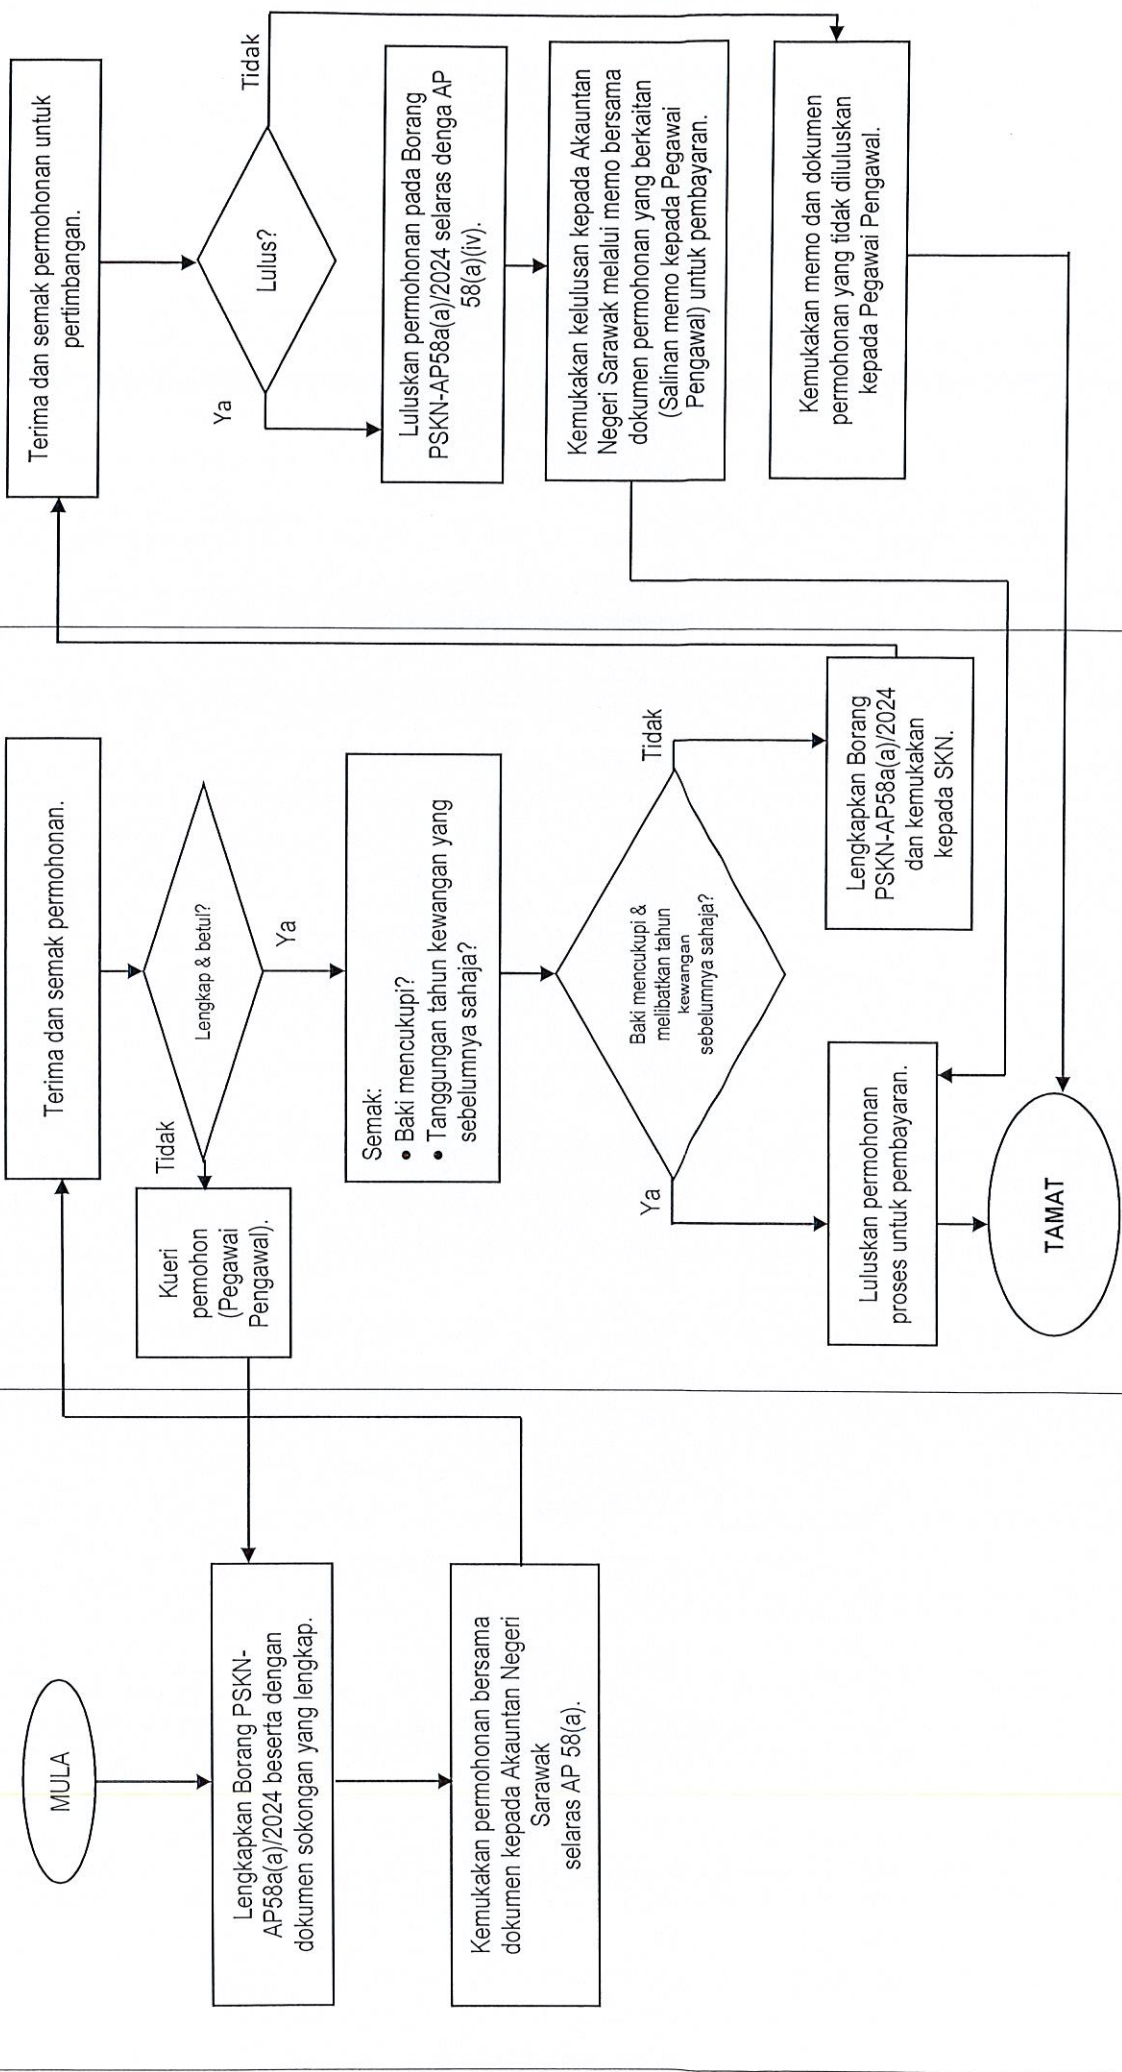 MULA
Lengkapkan Borang PSKN-
AP58a(a)/2024 beserta dengan
dokumen sokongan yang lengkap.
Kemukakan permohonan bersama
dokumen kepada Akauntan Negeri
Sarawak
selaras AP 58(a).
Terima dan semak permohonan.
Lengkap & betul?
Tidak
Kueri
pemohon
(Pegawai
Pengawal).
Ya
Semak:
• Baki mencukupi?
• Tanggungan tahun kewangan yang
sebelumnya sahaja?
Baki mencukupi &
melibatkan tahun
kewangan
sebelumnya sahaja?
Ya
Tidak
Luluskan permohonan
proses untuk pembayaran.
Lengkapkan Borang
PSKN-AP58a(a)/2024
dan kemukakan
kepada SKN.
TAMAT
Terima dan semak permohonan untuk
pertimbangan.
Lulus?
Ya
Tidak
Luluskan permohonan pada Borang
PSKN-AP58a(a)/2024 selaras denga AP
58(a)(iv).
Kemukakan kelulusan kepada Akauntan
Negeri Sarawak melalui memo bersama
dokumen permohonan yang berkaitan
(Salinan memo kepada Pegawai
Pengawal) untuk pembayaran.
Kemukakan memo dan dokumen
permohonan yang tidak diluluskan
kepada Pegawai Pengawal.